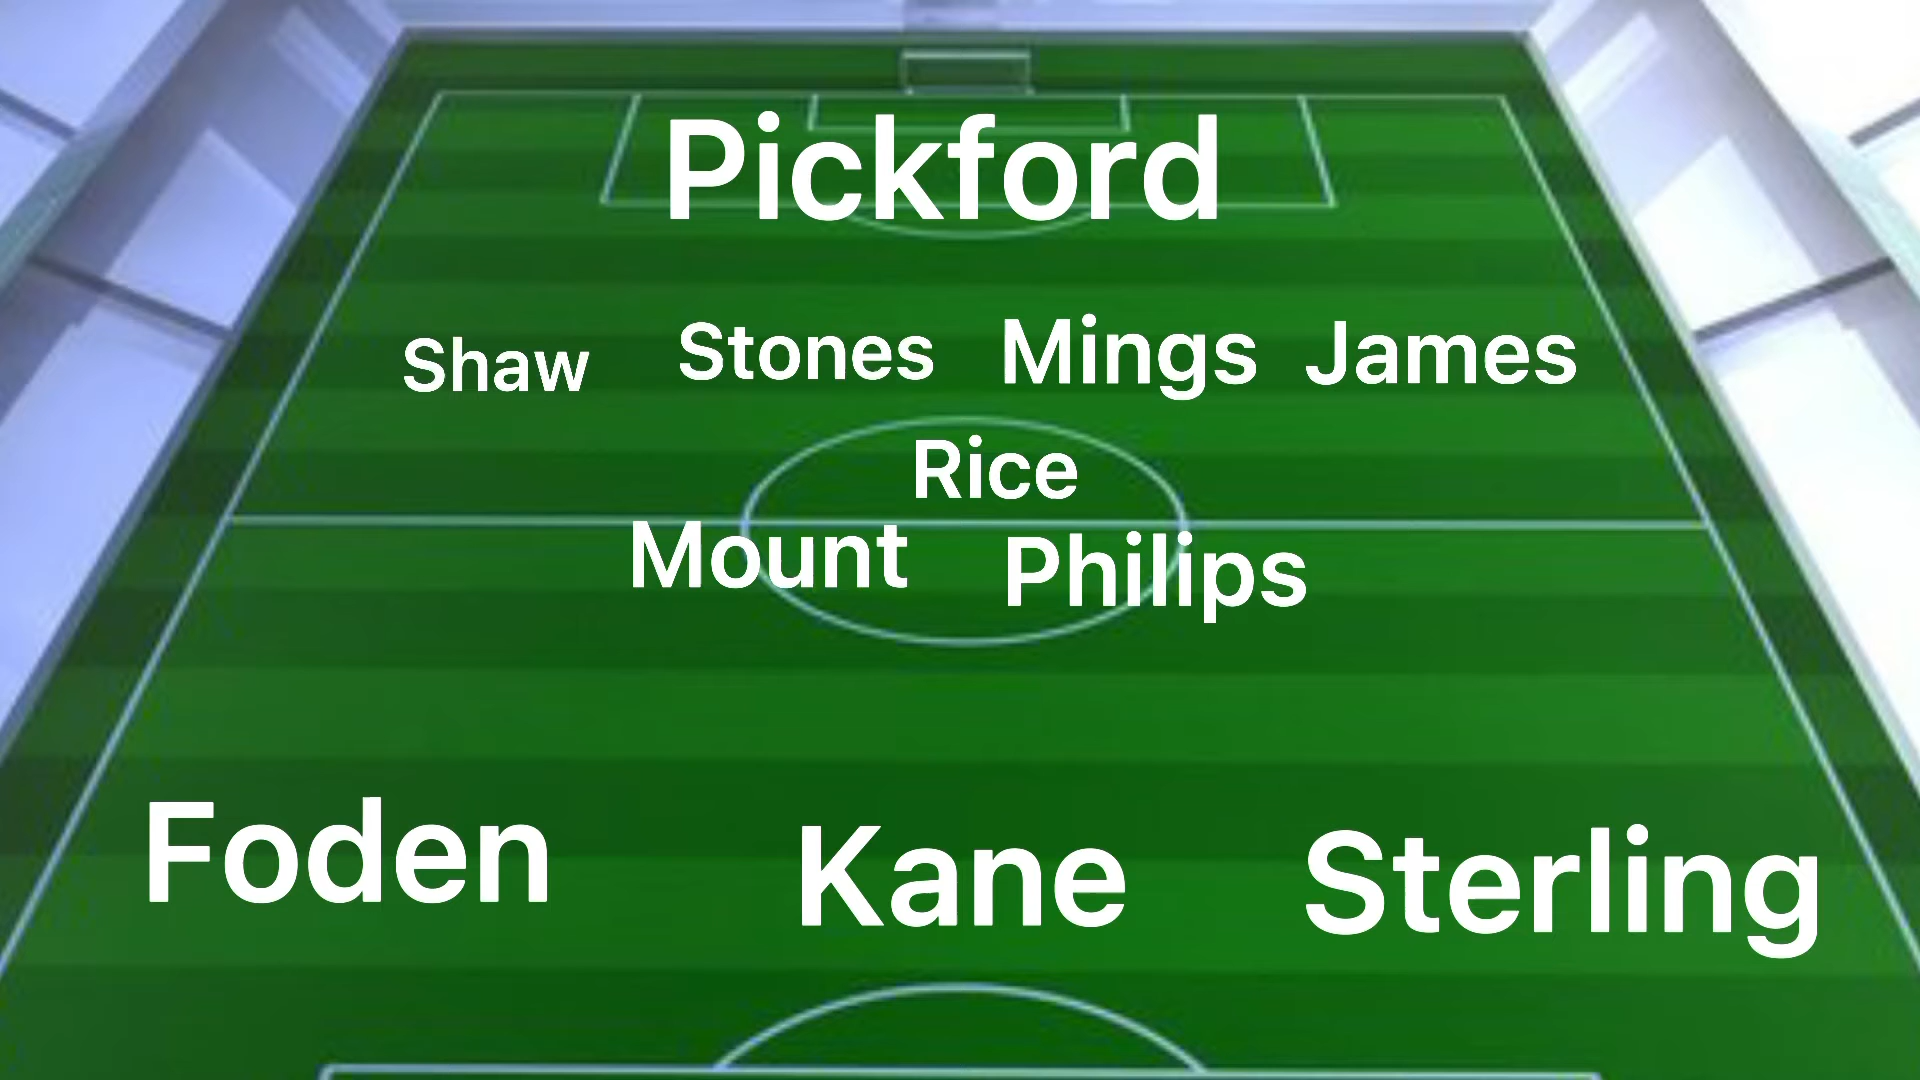 Pickford
Shaw Stones Mings James
Rice
Mount Philips
Foden Kane Sterling